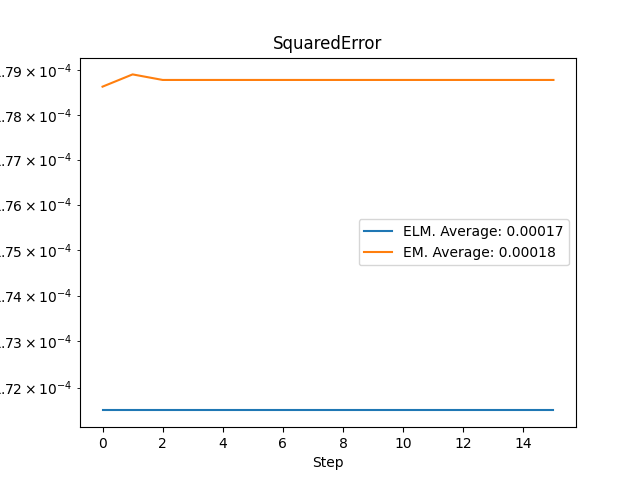 SquaredError
.79 × 10⁻⁴
.78 × 10⁻⁴
.77 × 10⁻⁴
.76 × 10⁻⁴
.75 × 10⁻⁴
.74 × 10⁻⁴
.73 × 10⁻⁴
.72 × 10⁻⁴
ELM. Average: 0.00017
EM. Average: 0.00018
0 2 4 6 8 10 12 14
Step